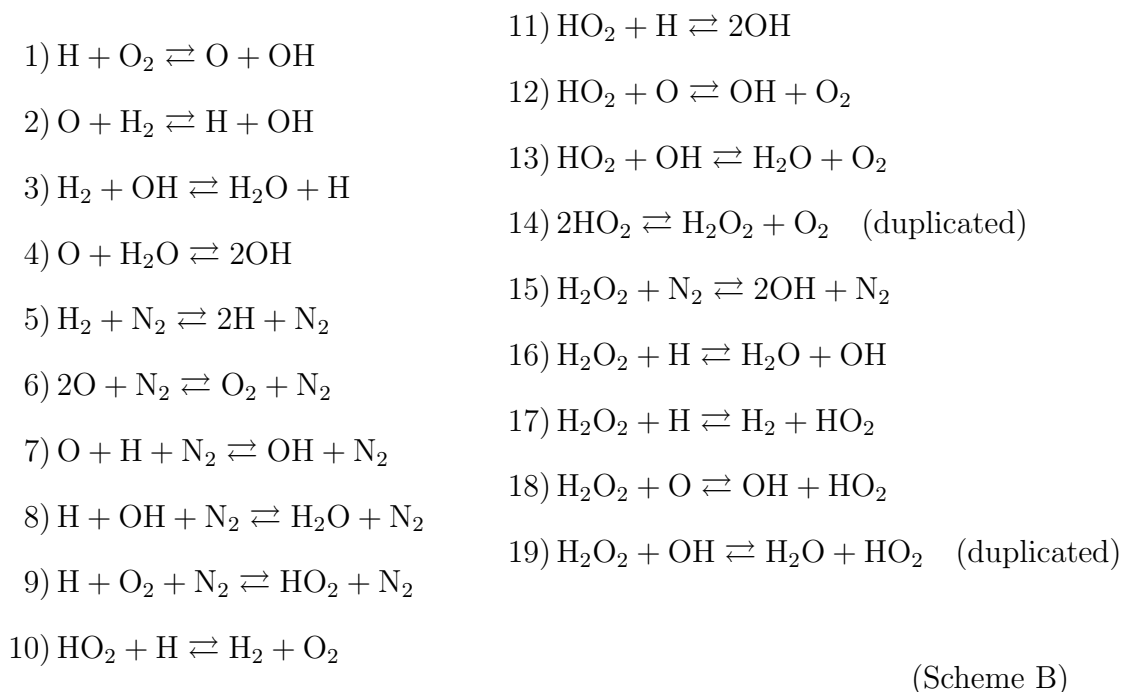 1) H + O₂ ⇄ O + OH
2) O + H₂ ⇄ H + OH
3) H₂ + OH ⇄ H₂O + H
4) O + H₂O ⇄ 2OH
5) H₂ + N₂ ⇄ 2H + N₂
6) 2O + N₂ ⇄ O₂ + N₂
7) O + H + N₂ ⇄ OH + N₂
8) H + OH + N₂ ⇄ H₂O + N₂
9) H + O₂ + N₂ ⇄ HO₂ + N₂
10) HO₂ + H ⇄ H₂ + O₂
11) HO₂ + H ⇄ 2OH
12) HO₂ + O ⇄ OH + O₂
13) HO₂ + OH ⇄ H₂O + O₂
14) 2HO₂ ⇄ H₂O₂ + O₂ (duplicated)
15) H₂O₂ + N₂ ⇄ 2OH + N₂
16) H₂O₂ + H ⇄ H₂O + OH
17) H₂O₂ + H ⇄ H₂ + HO₂
18) H₂O₂ + O ⇄ OH + HO₂
19) H₂O₂ + OH ⇄ H₂O + HO₂ (duplicated)
(Scheme B)